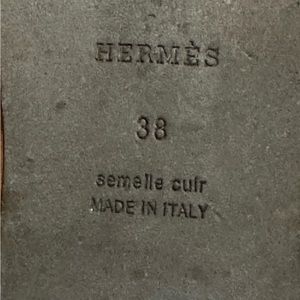 HERMÈS
38
semelle cuir
MADE IN ITALY